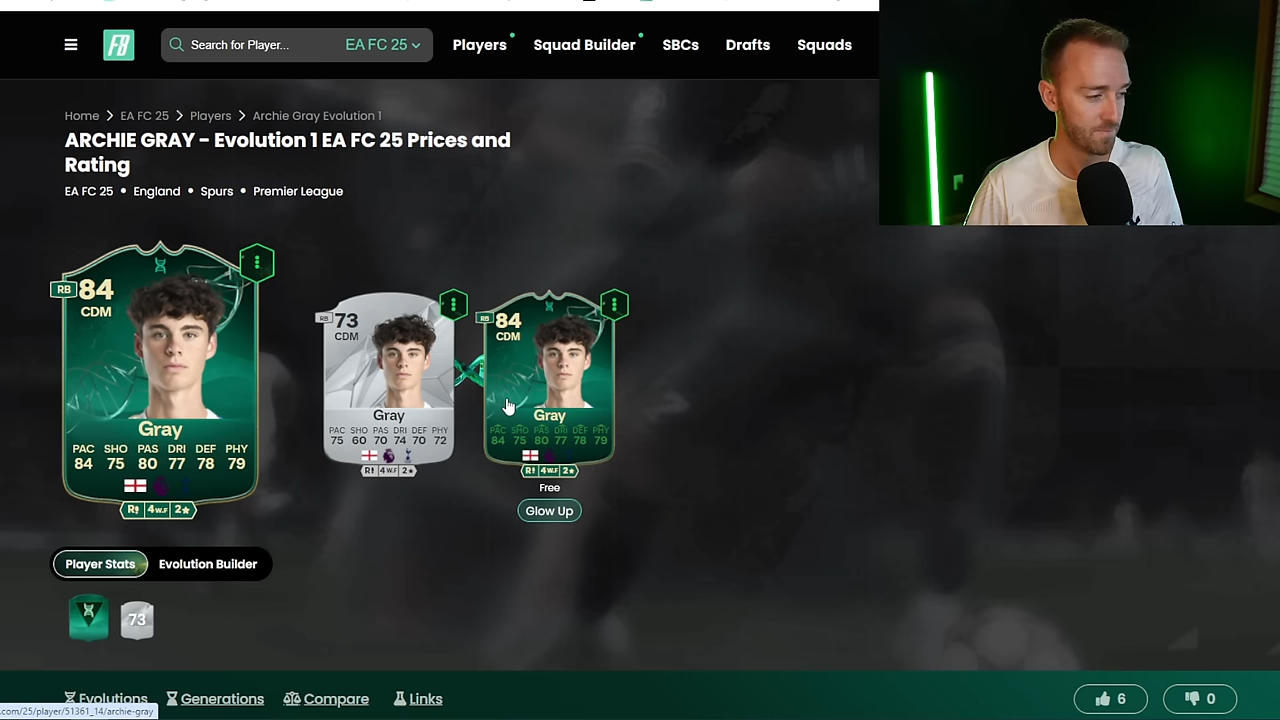 FB
Search for Player...
EA FC 25
Players
Squad Builder
SBCs
Drafts
Squads
Home > EA FC 25 > Players > Archie Gray Evolution 1
ARCHIE GRAY - Evolution 1 EA FC 25 Prices and
Rating
EA FC 25 • England • Spurs • Premier League
RB 84
CDM
Gray
PAC SHO PAS DRI DEF PHY
84 75 80 77 78 79
R 4 W.F 2★
RB 73
CDM
Gray
PAC SHO PAS DRI DEF PHY
75 60 70 74 70 72
R 4 W.F 2★
RB 84
CDM
Gray
PAC SHO PAS DRI DEF PHY
84 75 80 77 78 79
R 4 W.F 2★
Free
Glow Up
Player Stats
Evolution Builder
73
Evolutions
Generations
Compare
Links
6
0
.com/25/player/51361_14/archie-gray